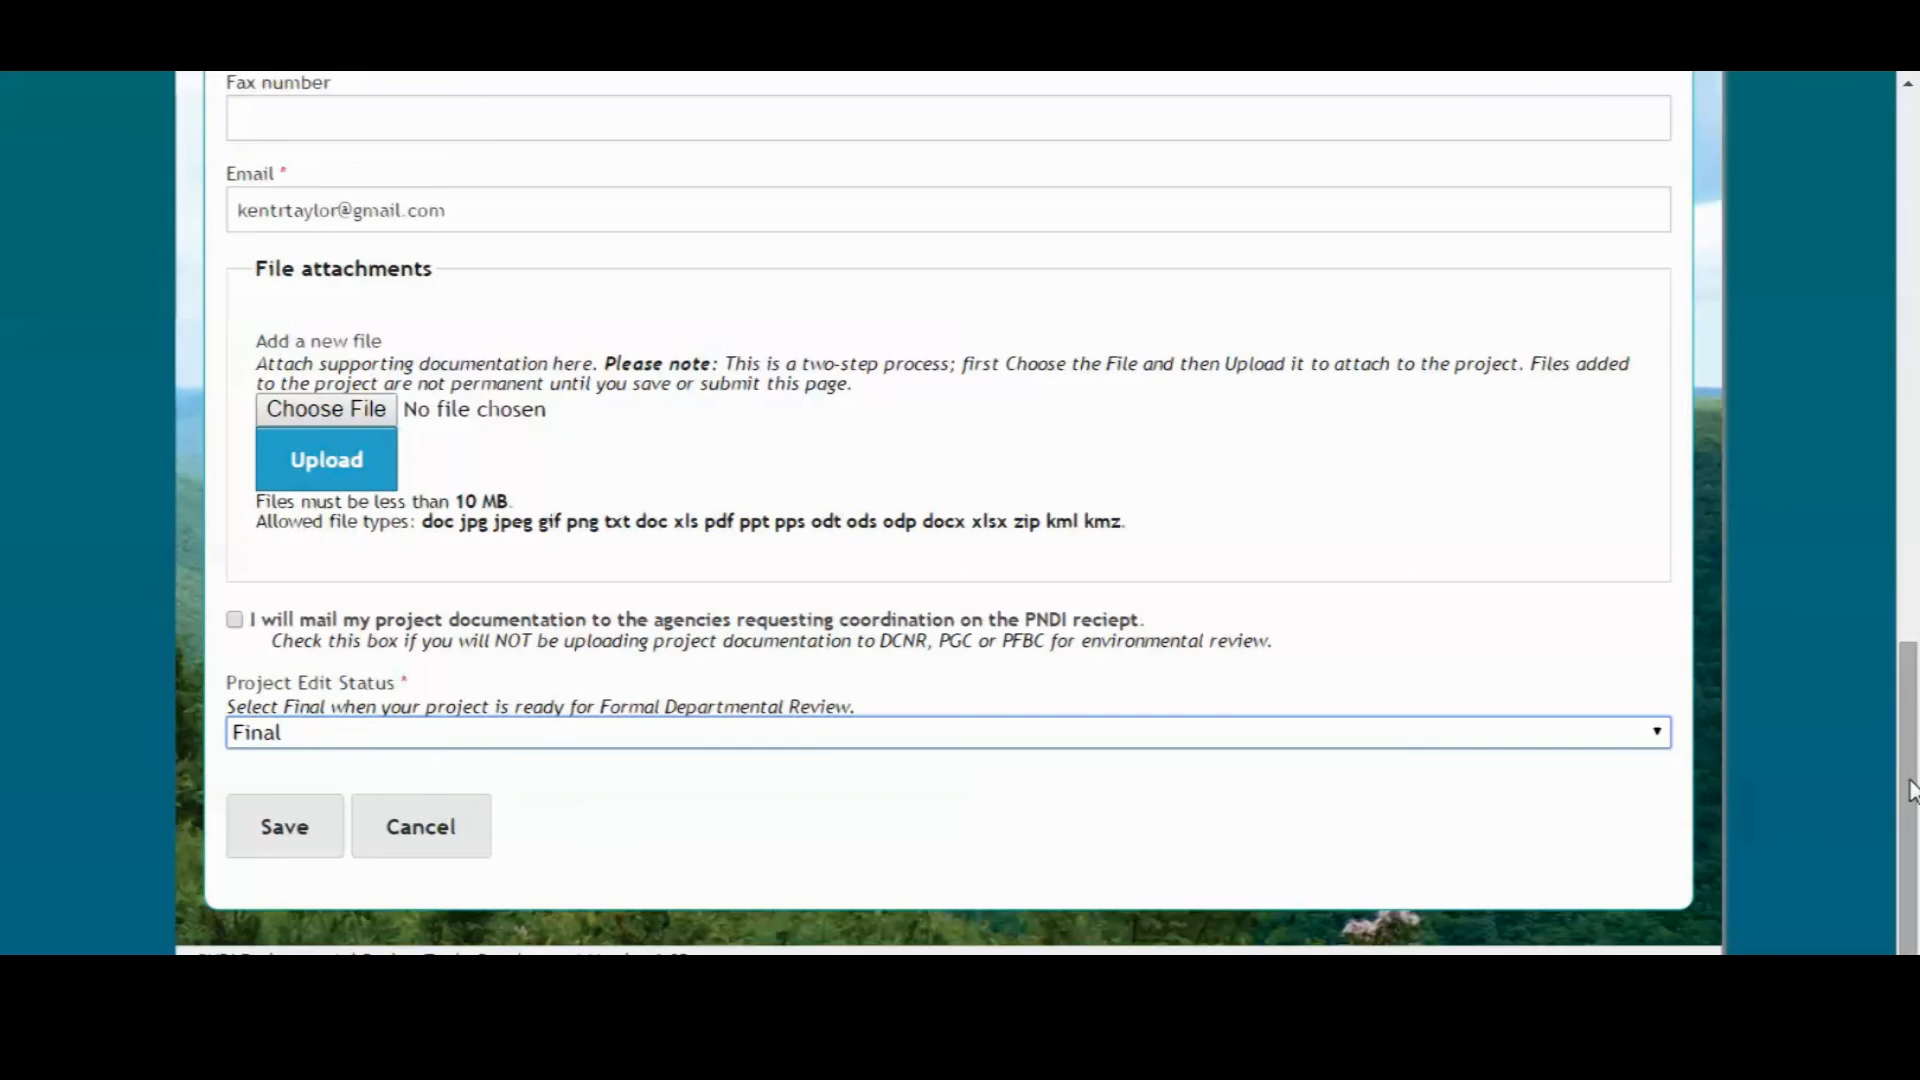 Fax number
Email *
kentrtaylor@gmail.com
File attachments
Add a new file
Attach supporting documentation here. Please note: This is a two-step process; first Choose the File and then Upload it to attach to the project. Files added
to the project are not permanent until you save or submit this page.
Choose File No file chosen
Upload
Files must be less than 10 MB.
Allowed file types: doc jpg jpeg gif png txt doc xls pdf ppt pps odt ods odp docx xlsx zip kml kmz.
I will mail my project documentation to the agencies requesting coordination on the PNDI reciept.
Check this box if you will NOT be uploading project documentation to DCNR, PGC or PFBC for environmental review.
Project Edit Status *
Select Final when your project is ready for Formal Departmental Review.
Final
Save Cancel